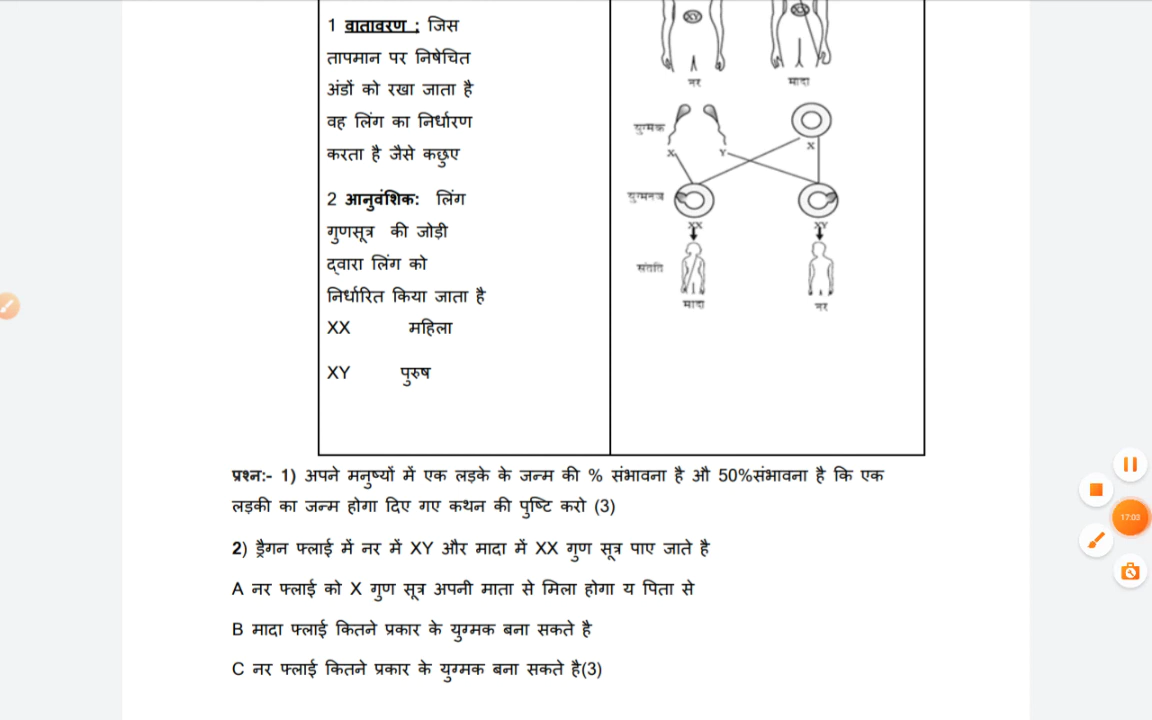 1 वातावरण : जिस
तापमान पर निषेचित
अंडों को रखा जाता है
वह लिंग का निर्धारण
करता है जैसे कछुए
2 आनुवंशिक: लिंग
गुणसूत्र की जोड़ी
द्वारा लिंग को
निर्धारित किया जाता है
XX महिला
XY पुरुष
XY
नर मादा
युग्मक
X Y X
युग्मनज
XX XY
संतति
मादा नर
प्रश्न:- 1) अपने मनुष्यों में एक लड़के के जन्म की % संभावना है औ 50%संभावना है कि एक
लड़की का जन्म होगा दिए गए कथन की पुष्टि करो (3)
2) ड्रैगन फ्लाई में नर में XY और मादा में XX गुण सूत्र पाए जाते है
A नर फ्लाई को X गुण सूत्र अपनी माता से मिला होगा य पिता से
B मादा फ्लाई कितने प्रकार के युग्मक बना सकते है
C नर फ्लाई कितने प्रकार के युग्मक बना सकते है(3)
17:03